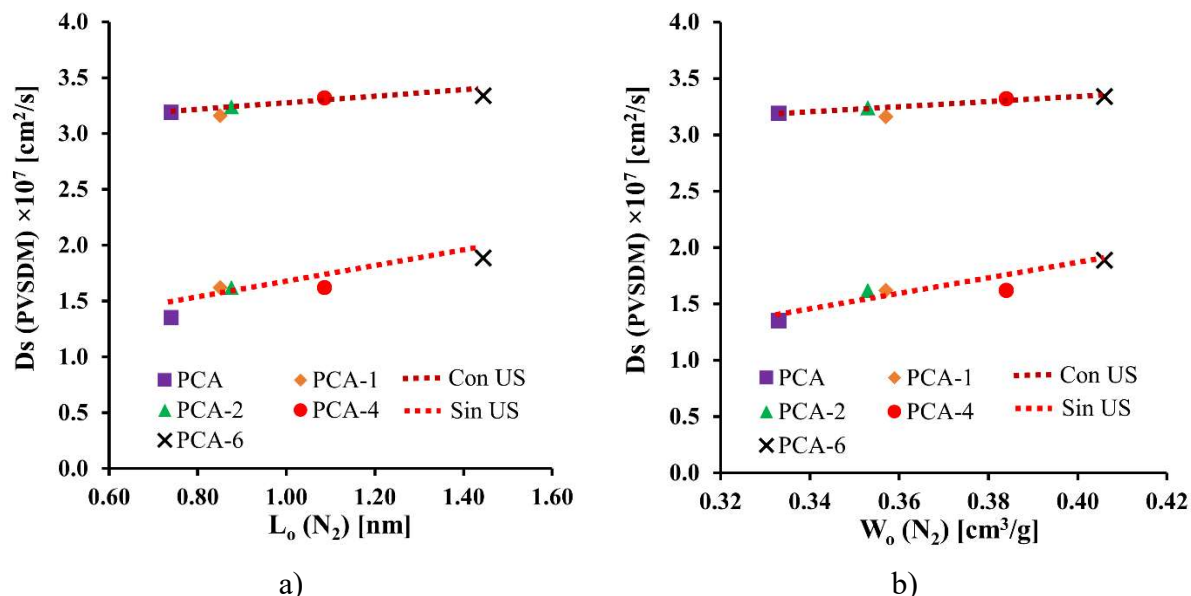 4.0
3.5
3.0
2.5
2.0
1.5
1.0
0.5
0.0
Ds (PVSDM) ×10⁷ [cm²/s]
PCA
PCA-1
Con US
PCA-2
PCA-4
Sin US
PCA-6
0.60 0.80 1.00 1.20 1.40 1.60
Lₒ (N₂) [nm]
a)
4.0
3.5
3.0
2.5
2.0
1.5
1.0
0.5
0.0
Ds (PVSDM) ×10⁷ [cm²/s]
PCA
PCA-1
Con US
PCA-2
PCA-4
Sin US
PCA-6
0.32 0.34 0.36 0.38 0.40 0.42
Wₒ (N₂) [cm³/g]
b)